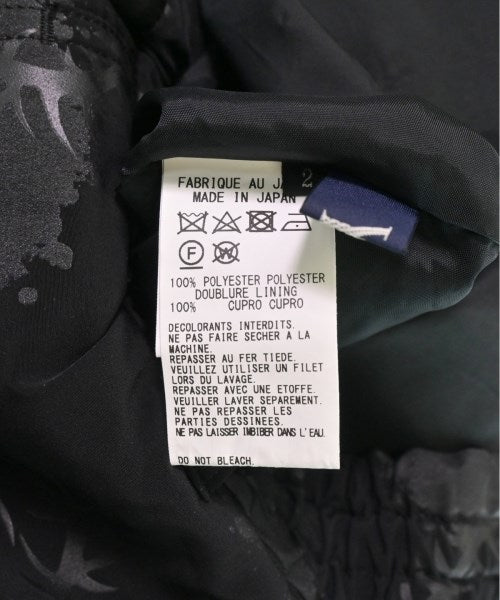 FABRIQUE AU JA 2
MADE IN JAPAN
F W
100% POLYESTER POLYESTER
DOUBLURE LINING
100% CUPRO CUPRO
DECOLORANTS INTERDITS.
NE PAS FAIRE SECHER A LA
MACHINE.
REPASSER AU FER TIEDE.
VEUILLEZ UTILISER UN FILET
LORS DU LAVAGE.
REPASSER AVEC UNE ETOFFE.
VEUILLER LAVER SEPAREMENT.
NE PAS REPASSER LES
PARTIES DESSINEES.
NE PAS LAISSER IMBIBER DANS L'EAU.
DO NOT BLEACH.